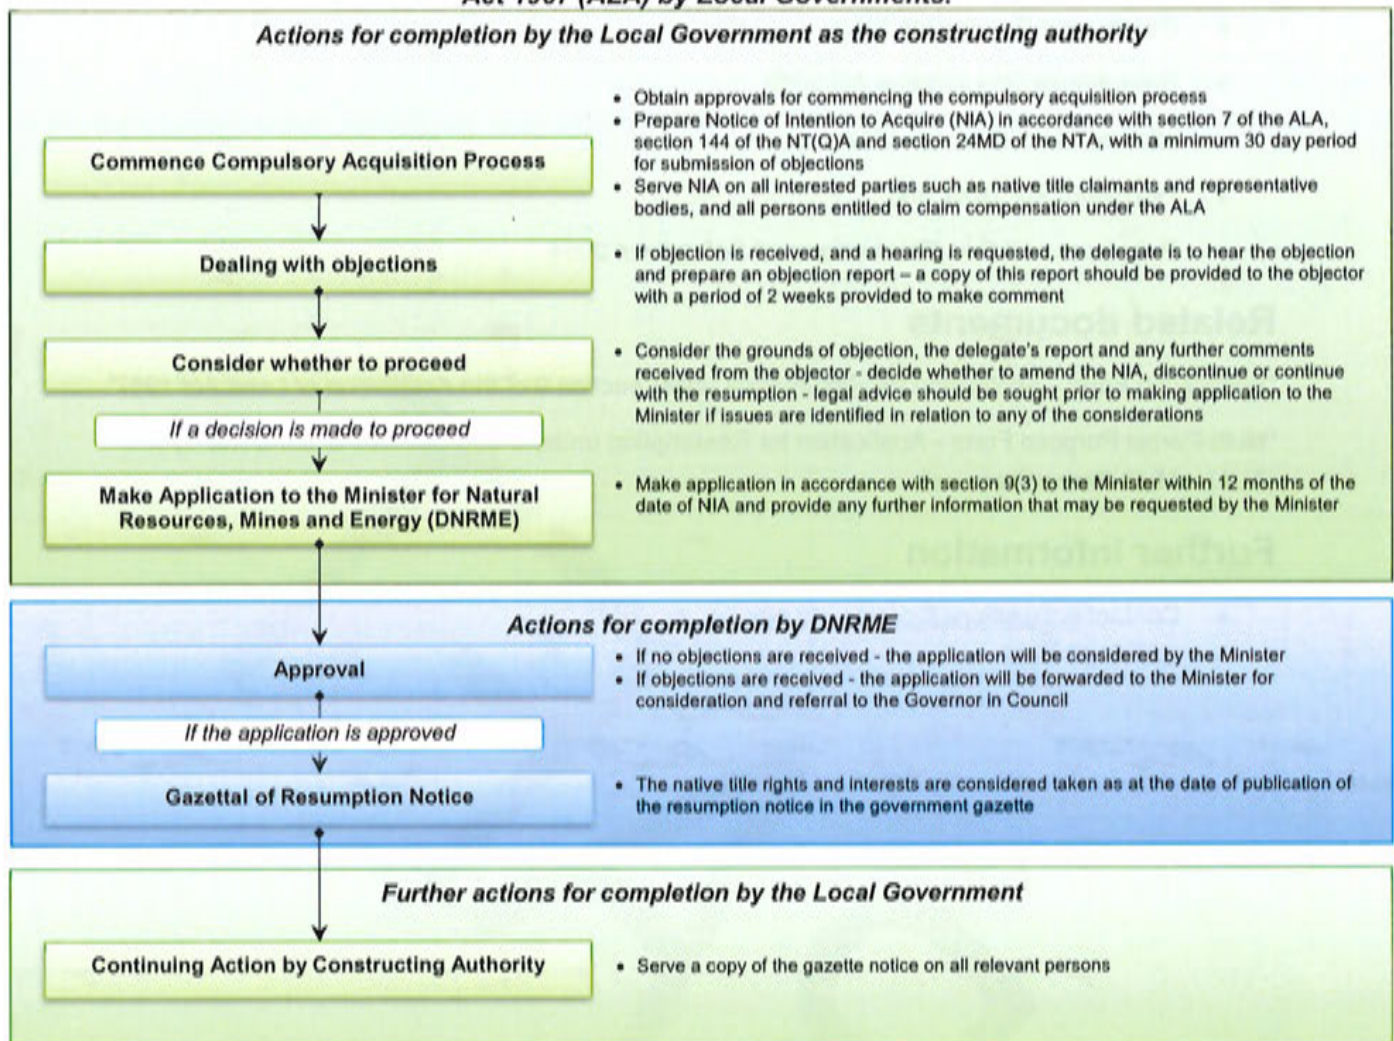 Act 1967 (ALA) by Local Governments.
Actions for completion by the Local Government as the constructing authority
Commence Compulsory Acquisition Process
• Obtain approvals for commencing the compulsory acquisition process
• Prepare Notice of Intention to Acquire (NIA) in accordance with section 7 of the ALA,
section 144 of the NT(Q)A and section 24MD of the NTA, with a minimum 30 day period
for submission of objections
• Serve NIA on all interested parties such as native title claimants and representative
bodies, and all persons entitled to claim compensation under the ALA
Dealing with objections
• If objection is received, and a hearing is requested, the delegate is to hear the objection
and prepare an objection report – a copy of this report should be provided to the objector
with a period of 2 weeks provided to make comment
Related documents
Consider whether to proceed
• Consider the grounds of objection, the delegate's report and any further comments
received from the objector - decide whether to amend the NIA, discontinue or continue
with the resumption - legal advice should be sought prior to making application to the
Minister if issues are identified in relation to any of the considerations
If a decision is made to proceed
Make Application to the Minister for Natural
Resources, Mines and Energy (DNRME)
• Make application in accordance with section 9(3) to the Minister within 12 months of the
date of NIA and provide any further information that may be requested by the Minister
Further information
Actions for completion by DNRME
Approval
• If no objections are received - the application will be considered by the Minister
• If objections are received - the application will be forwarded to the Minister for
consideration and referral to the Governor in Council
If the application is approved
Gazettal of Resumption Notice
• The native title rights and interests are considered taken as at the date of publication of
the resumption notice in the government gazette
Further actions for completion by the Local Government
Continuing Action by Constructing Authority
• Serve a copy of the gazette notice on all relevant persons